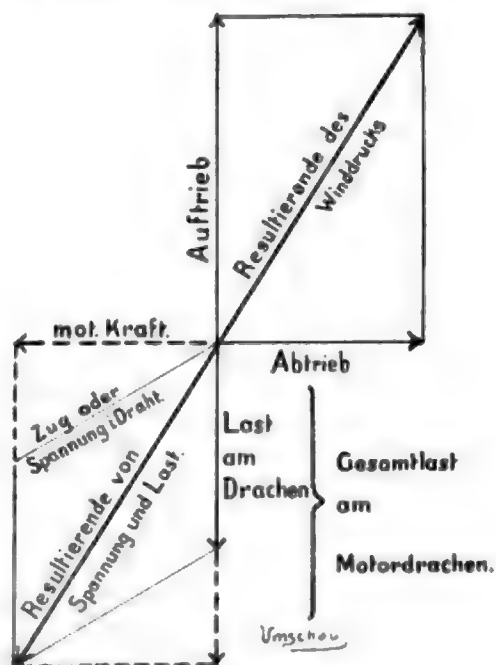 Auftrieb
Resultierende des
Winddrucks
mot. Kraft.
Abtrieb
Zug oder
Spannung i. Draht.
Resultierende von
Spannung und Last.
Last
am
Drachen
Gesamtlast
am
Motordrachen.
Umschau